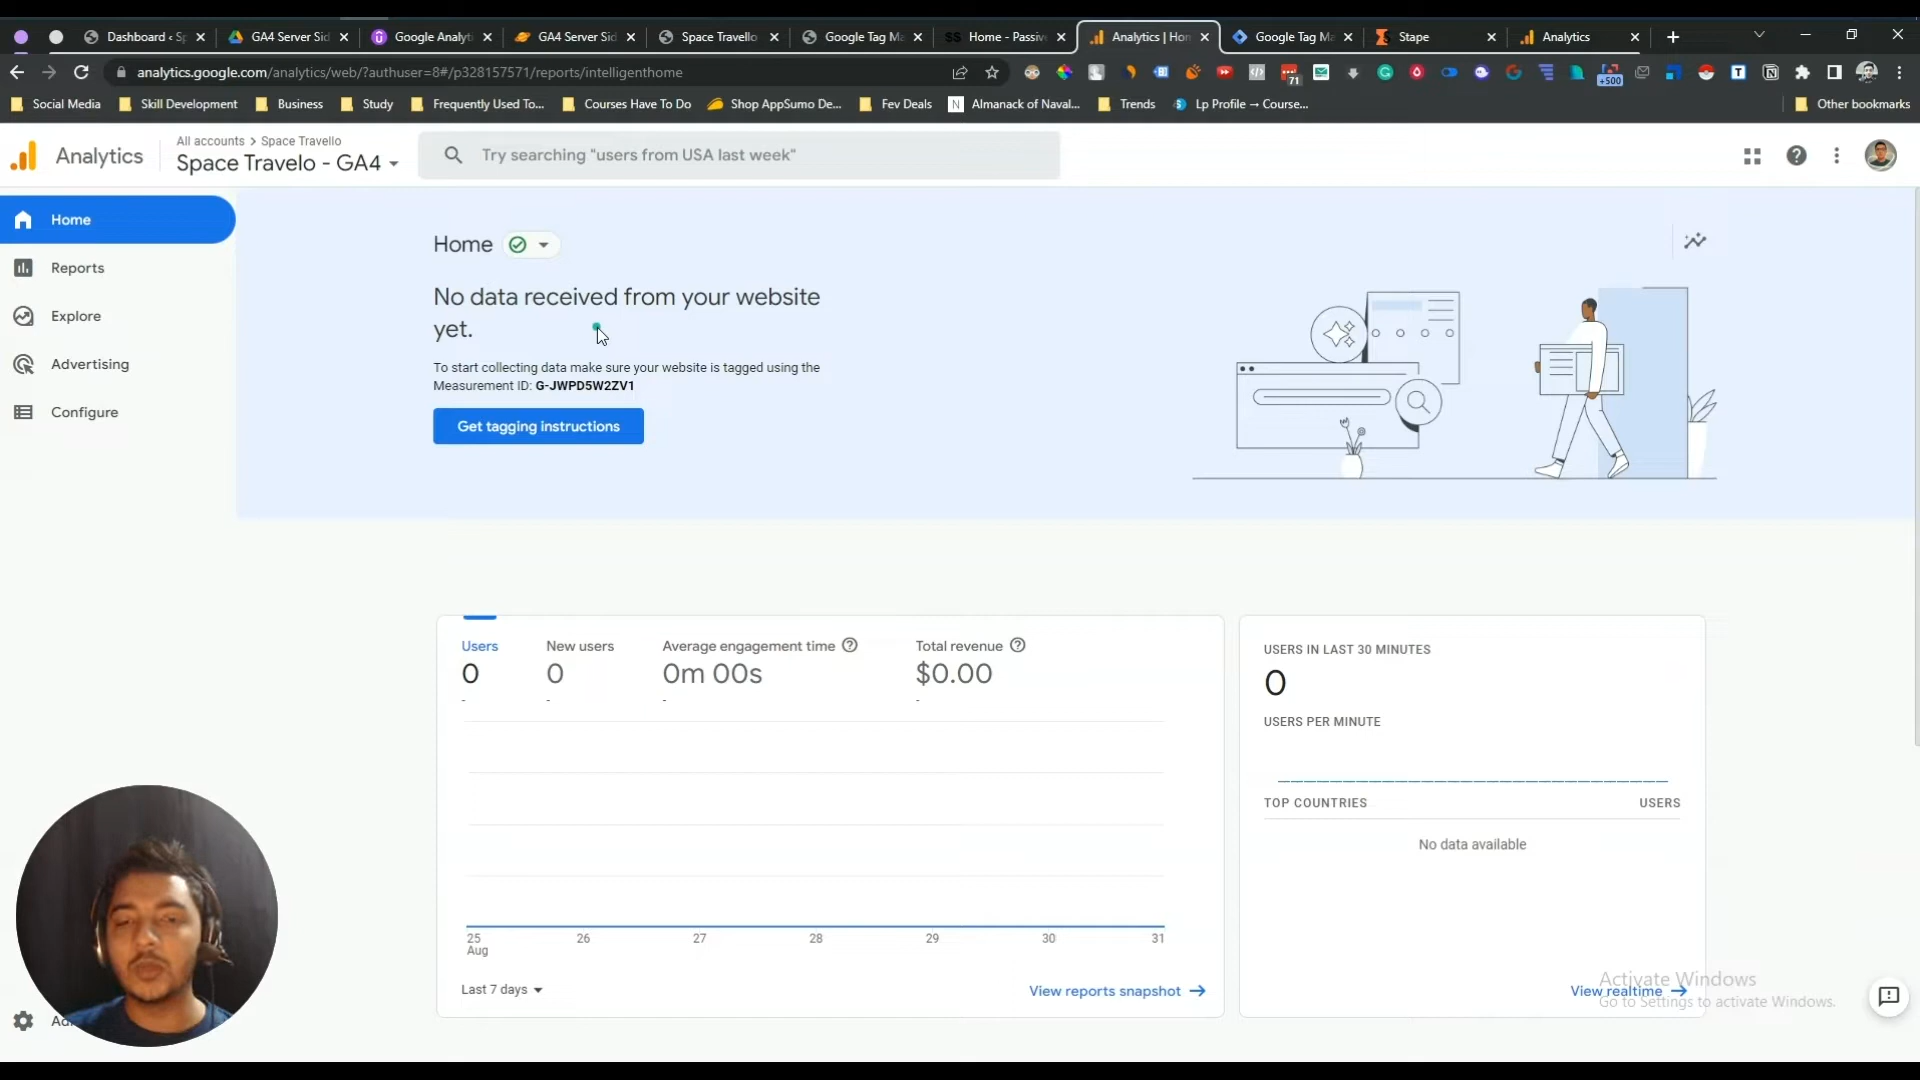 Dashboard ‹ Sp
GA4 Server Sid
Google Analyti
GA4 Server Sid
Space Travello
Google Tag Ma
Home - Passive
Analytics | Hom
Google Tag Ma
Stape
Analytics
analytics.google.com/analytics/web/?authuser=8#/p328157571/reports/intelligenthome
71
+500
Social Media
Skill Development
Business
Study
Frequently Used To...
Courses Have To Do
Shop AppSumo De...
Fev Deals
Almanack of Naval...
Trends
Lp Profile → Course...
Other bookmarks
Analytics
All accounts > Space Travello
Space Travelo - GA4
Try searching "users from USA last week"
Home
Reports
Explore
Advertising
Configure
Home
No data received from your website
yet.
To start collecting data make sure your website is tagged using the
Measurement ID: G-JWPD5W2ZV1
Get tagging instructions
Users
0
-
New users
0
-
Average engagement time
0m 00s
-
Total revenue
$0.00
-
25
Aug
26
27
28
29
30
31
Last 7 days
View reports snapshot
USERS IN LAST 30 MINUTES
0
USERS PER MINUTE
TOP COUNTRIES
USERS
No data available
View realtime
Activate Windows
Go to Settings to activate Windows.